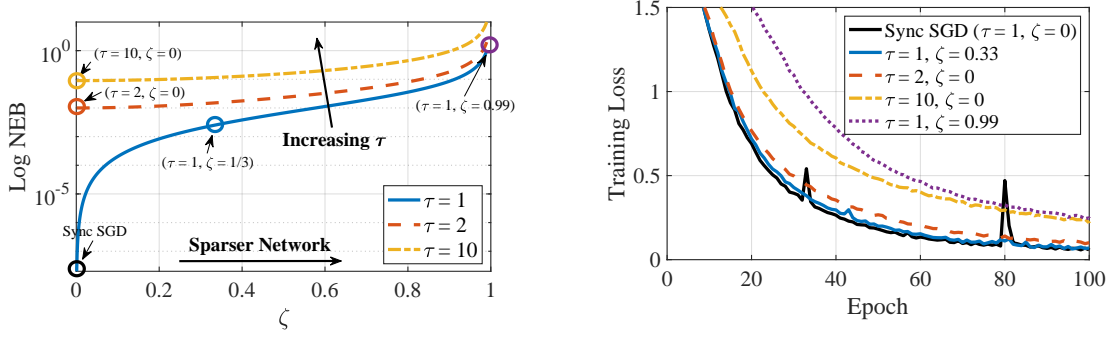 Log NEB
10^0
10^-5
(τ = 10, ζ = 0)
(τ = 2, ζ = 0)
(τ = 1, ζ = 0.99)
Increasing τ
(τ = 1, ζ = 1/3)
Sync SGD
Sparser Network
τ = 1
τ = 2
τ = 10
0 0.2 0.4 0.6 0.8 1
ζ
Training Loss
1.5
1
0.5
0
Sync SGD (τ = 1, ζ = 0)
τ = 1, ζ = 0.33
τ = 2, ζ = 0
τ = 10, ζ = 0
τ = 1, ζ = 0.99
0 20 40 60 80 100
Epoch